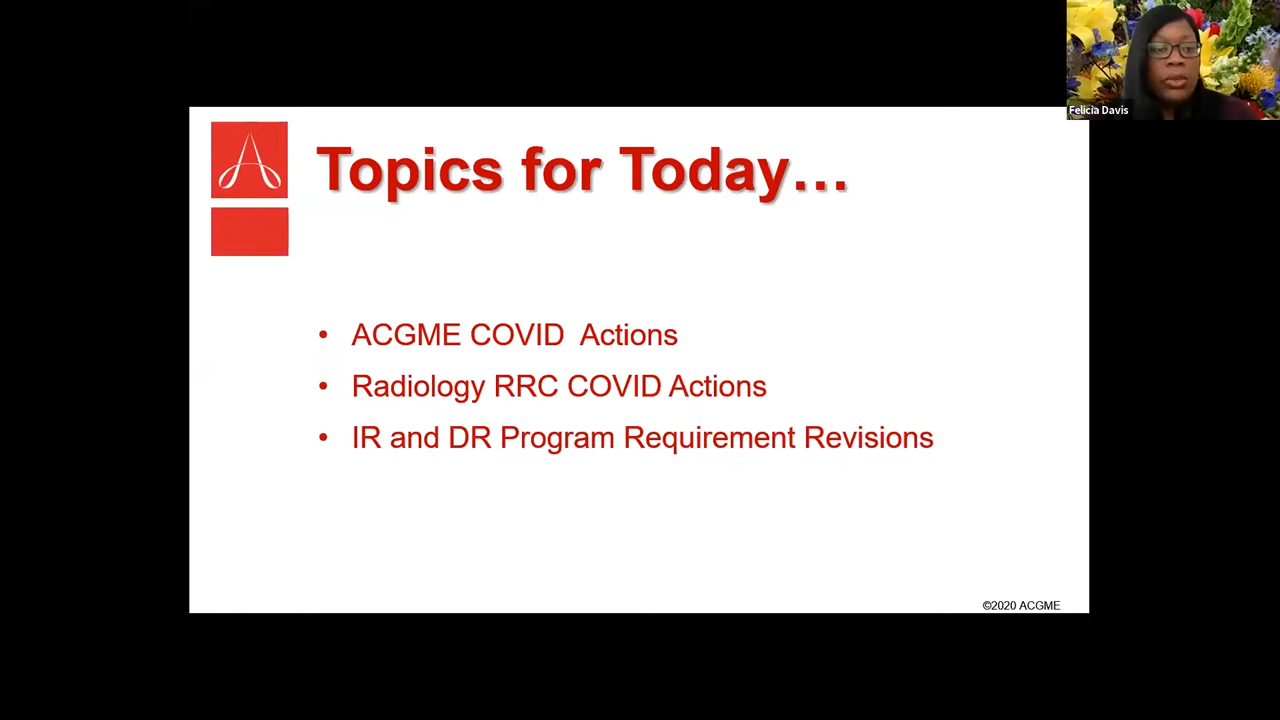 Felicia Davis
Topics for Today...
• ACGME COVID  Actions
• Radiology RRC COVID Actions
• IR and DR Program Requirement Revisions
©2020 ACGME